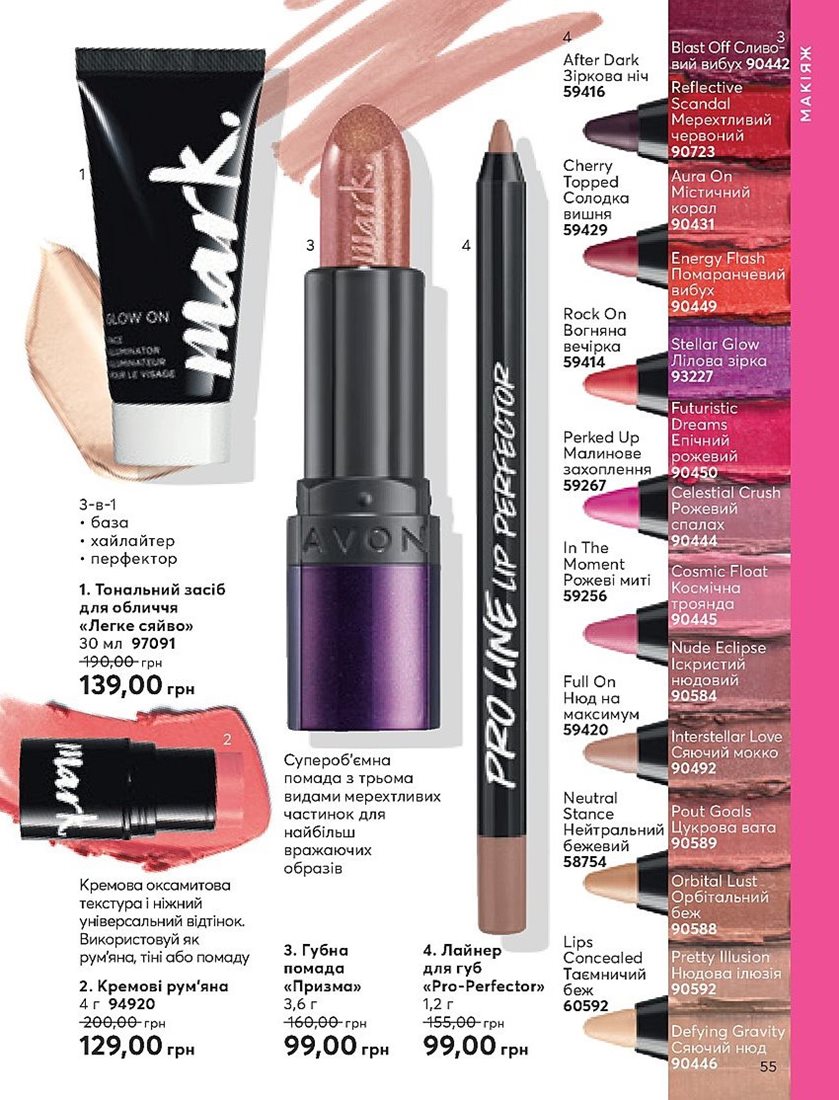 1
mark.
GLOW ON
FACE
ILLUMINATOR
ILLUMINATEUR
POUR LE VISAGE
3-в-1
• база
• хайлайтер
• перфектор
1. Тональний засіб
для обличчя
«Легке сяйво»
30 мл 97091
190,00 грн
139,00 грн
2
mark.
Кремова оксамитова
текстура і ніжний
універсальний відтінок.
Використовуй як
рум'яна, тіні або помаду
2. Кремові рум'яна
4 г 94920
200,00 грн
129,00 грн
3
mark.
AVON
Супероб'ємна
помада з трьома
видами мерехтливих
частинок для
найбільш
вражаючих
образів
3. Губна
помада
«Призма»
3,6 г
160,00 грн
99,00 грн
4
PRO LINE LIP PERFECTOR
4. Лайнер
для губ
«Pro-Perfector»
1,2 г
155,00 грн
99,00 грн
4
After Dark
Зіркова ніч
59416
Cherry
Topped
Солодка
вишня
59429
Rock On
Вогняна
вечірка
59414
Perked Up
Малинове
захоплення
59267
In The
Moment
Рожеві миті
59256
Full On
Нюд на
максимум
59420
Neutral
Stance
Нейтральний
бежевий
58754
Lips
Concealed
Таємничий
беж
60592
3
Blast Off Сливо-
вий вибух 90442
Reflective
Scandal
Мерехтливий
червоний
90723
Aura On
Містичний
корал
90431
Energy Flash
Помаранчевий
вибух
90449
Stellar Glow
Лілова зірка
93227
Futuristic
Dreams
Епічний
рожевий
90450
Celestial Crush
Рожевий
спалах
90444
Cosmic Float
Космічна
троянда
90445
Nude Eclipse
Іскристий
нюдовий
90584
Interstellar Love
Сяючий мокко
90492
Pout Goals
Цукрова вата
90589
Orbital Lust
Орбітальний
беж
90588
Pretty Illusion
Нюдова ілюзія
90592
Defying Gravity
Сяючий нюд
90446
МАКІЯЖ
55